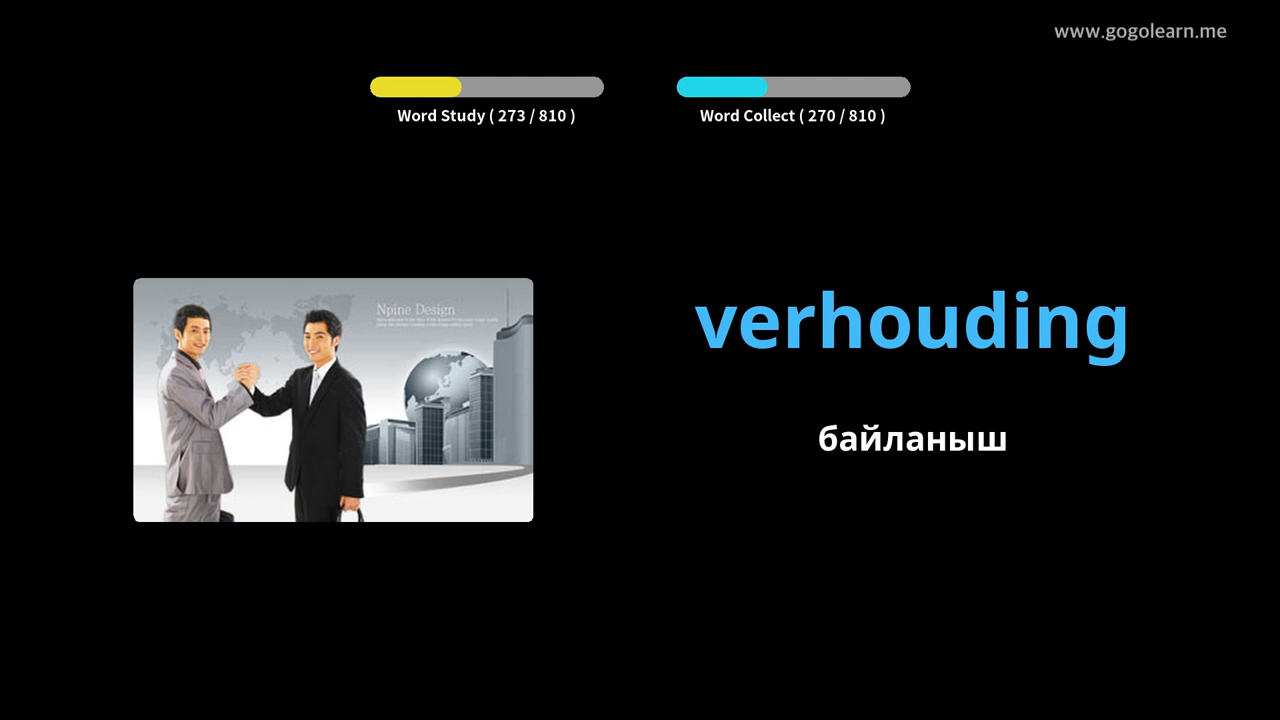 www.gogolearn.me
Word Study ( 273 / 810 )
Word Collect ( 270 / 810 )
Npine Design
verhouding
байланыш